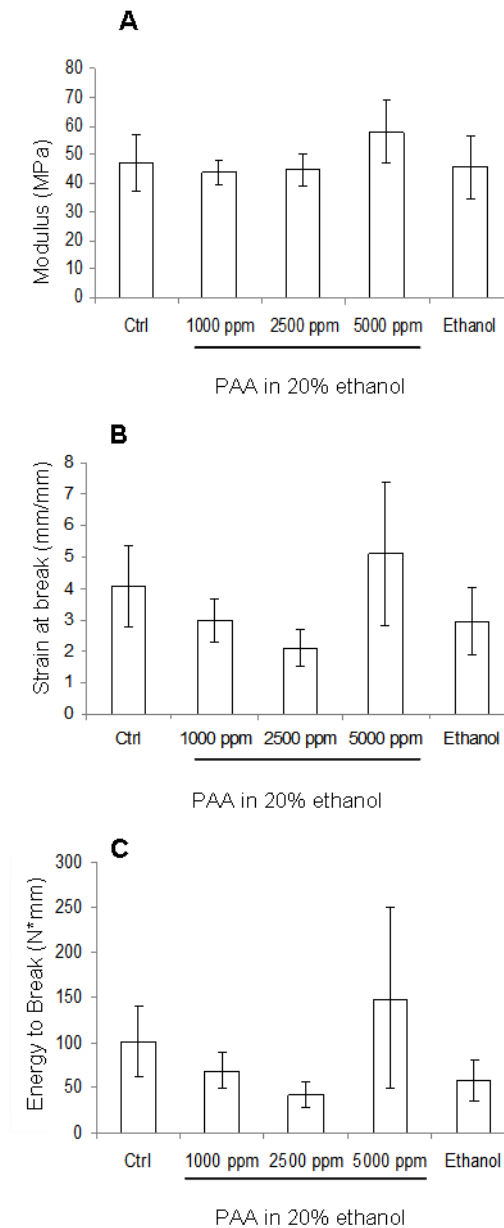 A
Modulus (MPa)
80
70
60
50
40
30
20
10
0
Ctrl 1000 ppm 2500 ppm 5000 ppm Ethanol
PAA in 20% ethanol
B
Strain at break (mm/mm)
8
7
6
5
4
3
2
1
0
Ctrl 1000 ppm 2500 ppm 5000 ppm Ethanol
PAA in 20% ethanol
C
Energy to Break (N*mm)
300
250
200
150
100
50
0
Ctrl 1000 ppm 2500 ppm 5000 ppm Ethanol
PAA in 20% ethanol